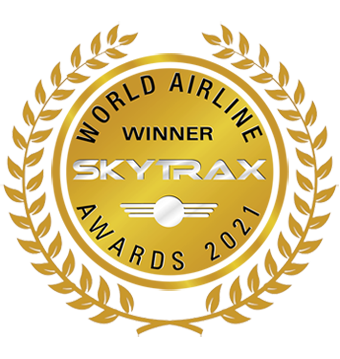 WORLD AIRLINE
WINNER
SKYTRAX
AWARDS 2021